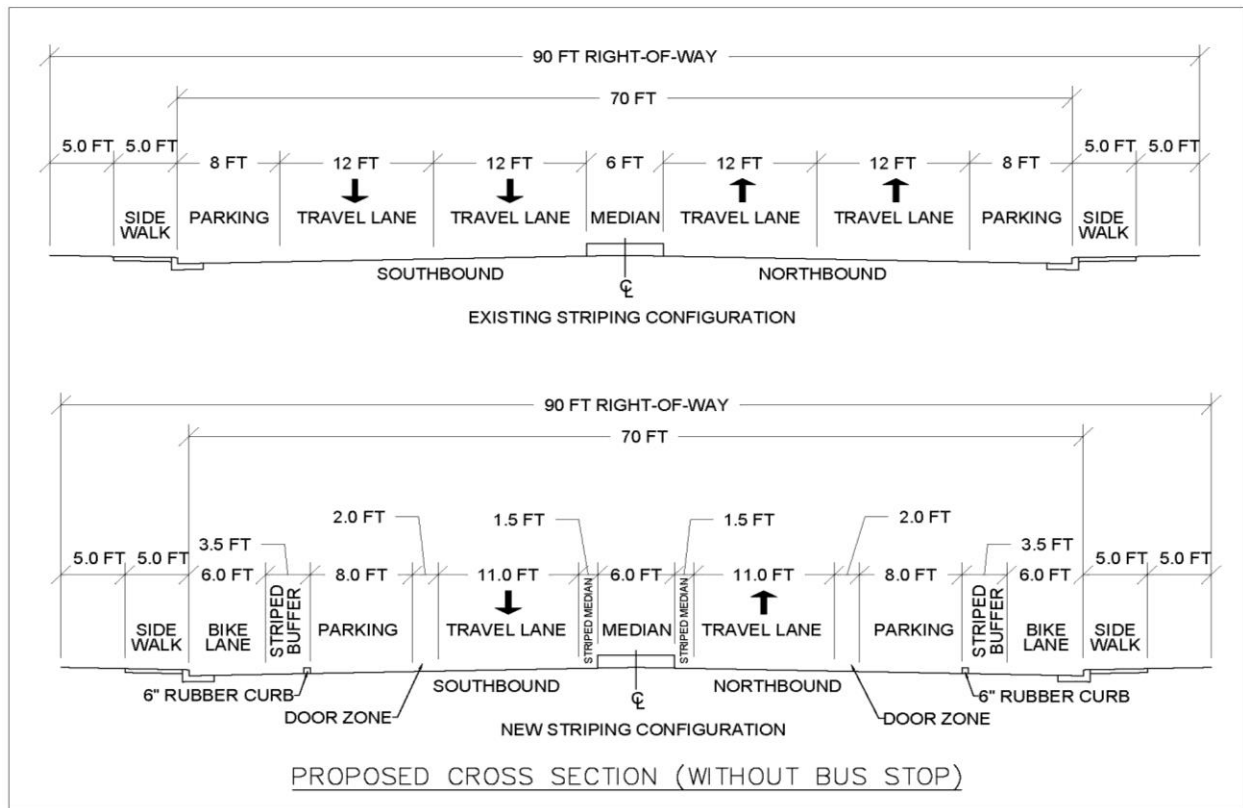 90 FT RIGHT-OF-WAY
70 FT
5.0 FT 5.0 FT 8 FT 12 FT 12 FT 6 FT 12 FT 12 FT 8 FT 5.0 FT 5.0 FT
SIDE WALK PARKING TRAVEL LANE TRAVEL LANE MEDIAN TRAVEL LANE TRAVEL LANE PARKING SIDE WALK
SOUTHBOUND NORTHBOUND
℄
EXISTING STRIPING CONFIGURATION
90 FT RIGHT-OF-WAY
70 FT
2.0 FT 1.5 FT 1.5 FT 2.0 FT
3.5 FT 3.5 FT
5.0 FT 5.0 FT 6.0 FT 8.0 FT 11.0 FT 6.0 FT 11.0 FT 8.0 FT 6.0 FT 5.0 FT 5.0 FT
SIDE WALK BIKE LANE STRIPED BUFFER PARKING TRAVEL LANE STRIPED MEDIAN MEDIAN STRIPED MEDIAN TRAVEL LANE PARKING STRIPED BUFFER BIKE LANE SIDE WALK
6" RUBBER CURB SOUTHBOUND NORTHBOUND 6" RUBBER CURB
℄
DOOR ZONE DOOR ZONE
NEW STRIPING CONFIGURATION
PROPOSED CROSS SECTION (WITHOUT BUS STOP)